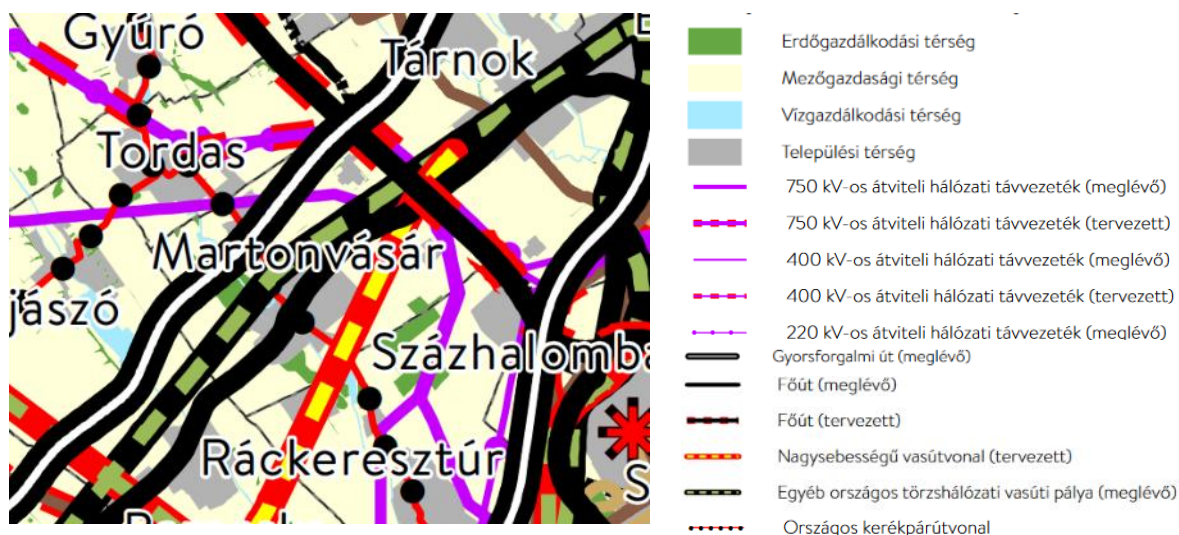 Gyúró
Tárnok
Tordas
Martonvásár
jászó
Százhalomba
Ráckeresztúr
S
Erdőgazdálkodási térség
Mezőgazdasági térség
Vízgazdálkodási térség
Települési térség
750 kV-os átviteli hálózati távvezeték (meglévő)
750 kV-os átviteli hálózati távvezeték (tervezett)
400 kV-os átviteli hálózati távvezeték (meglévő)
400 kV-os átviteli hálózati távvezeték (tervezett)
220 kV-os átviteli hálózati távvezeték (meglévő)
Gyorsforgalmi út (meglévő)
Főút (meglévő)
Főút (tervezett)
Nagysebességű vasútvonal (tervezett)
Egyéb országos törzshálózati vasúti pálya (meglévő)
Országos kerékpárútvonal